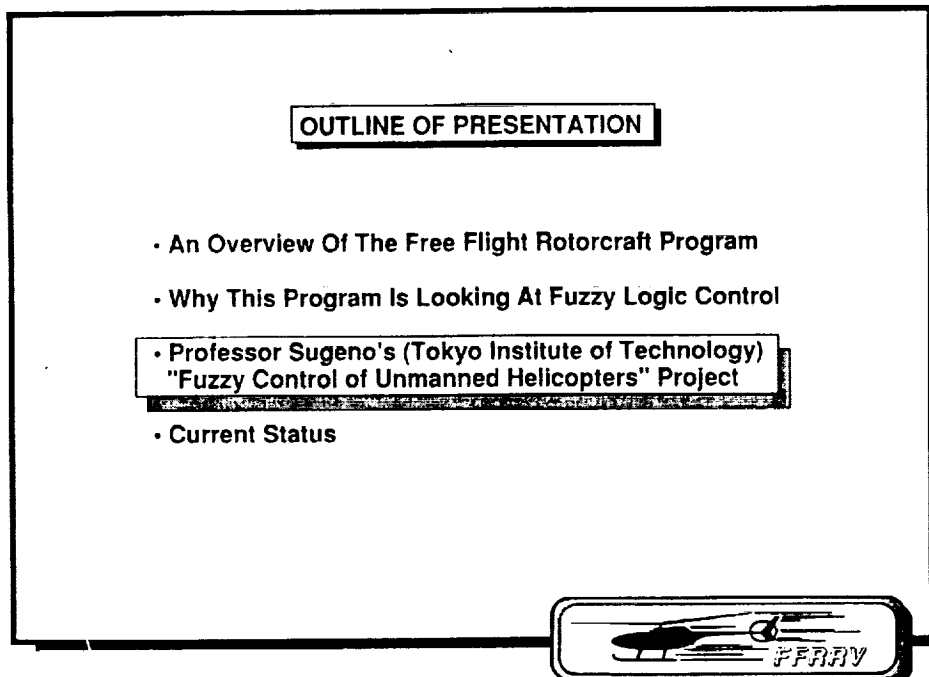 OUTLINE OF PRESENTATION
· An Overview Of The Free Flight Rotorcraft Program
· Why This Program Is Looking At Fuzzy Logic Control
· Professor Sugeno's (Tokyo Institute of Technology)
"Fuzzy Control of Unmanned Helicopters" Project
· Current Status
FFRRV